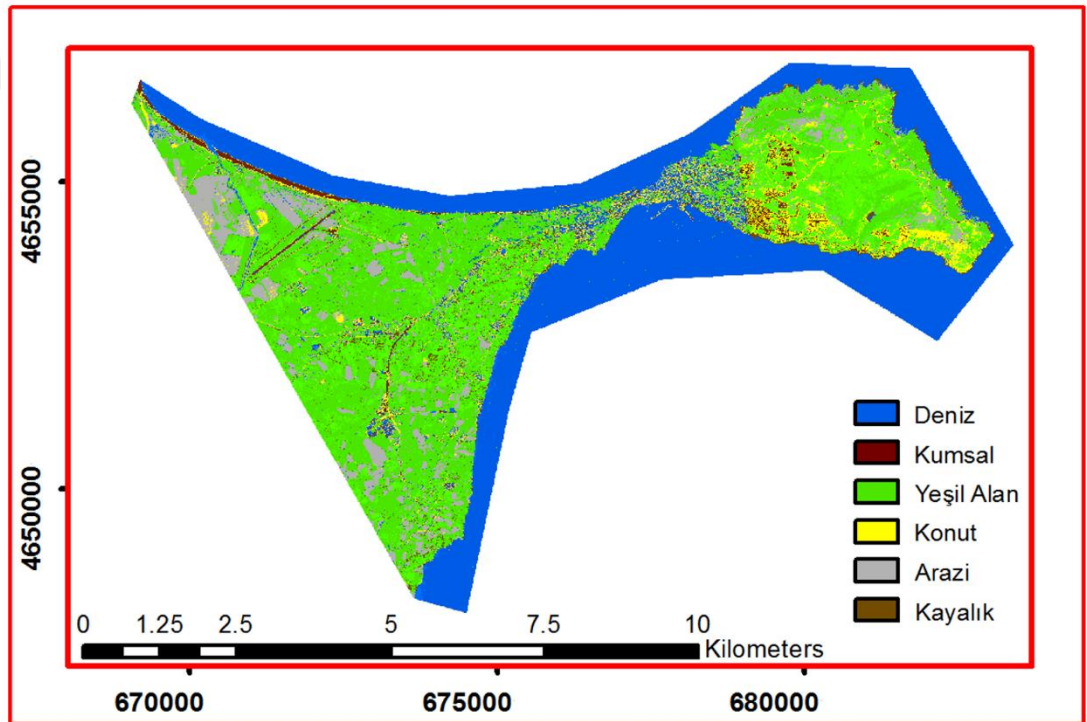 4655000
4650000
Deniz
Kumsal
Yeşil Alan
Konut
Arazi
Kayalık
0 1.25 2.5 5 7.5 10
Kilometers
670000 675000 680000